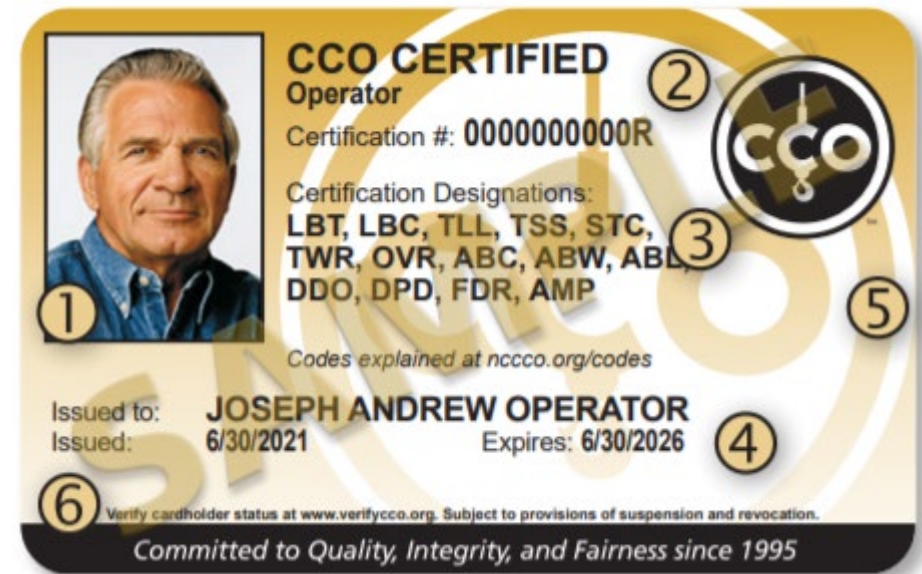 CCO CERTIFIED
Operator
2
Certification #: 0000000000R
cco
Certification Designations:
LBT, LBC, TLL, TSS, STC,
TWR, OVR, ABC, ABW, ABL,
3
DDO, DPD, FDR, AMP
1
5
Codes explained at nccco.org/codes
Issued to: JOSEPH ANDREW OPERATOR
Issued: 6/30/2021 Expires: 6/30/2026
4
6
Verify cardholder status at www.verifycco.org. Subject to provisions of suspension and revocation.
Committed to Quality, Integrity, and Fairness since 1995
SAMPLE